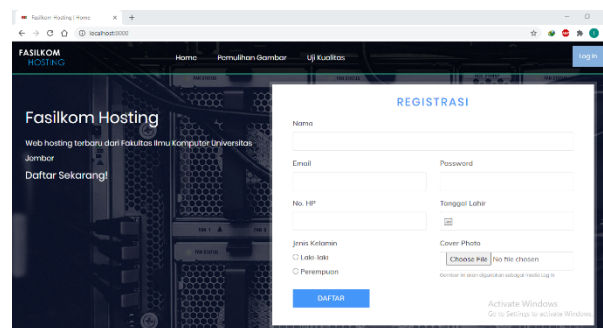 Fasilkom Hosting | Home
localhost:8000
FASILKOM
HOSTING
Home Pemulihan Gambar Uji Kualitas
Log In
Fasilkom Hosting
Web hosting terbaru dari Fakultas Ilmu Komputer Universitas
Jember
Daftar Sekarang!
REGISTRASI
Nama
Email Password
No. HP Tanggal Lahir
Jenis Kelamin Cover Photo
Laki-laki
Choose File No file chosen
Perempuan
Gambar ini akan digunakan sebagai media Log In
DAFTAR
Activate Windows
Go to Settings to activate Windows.